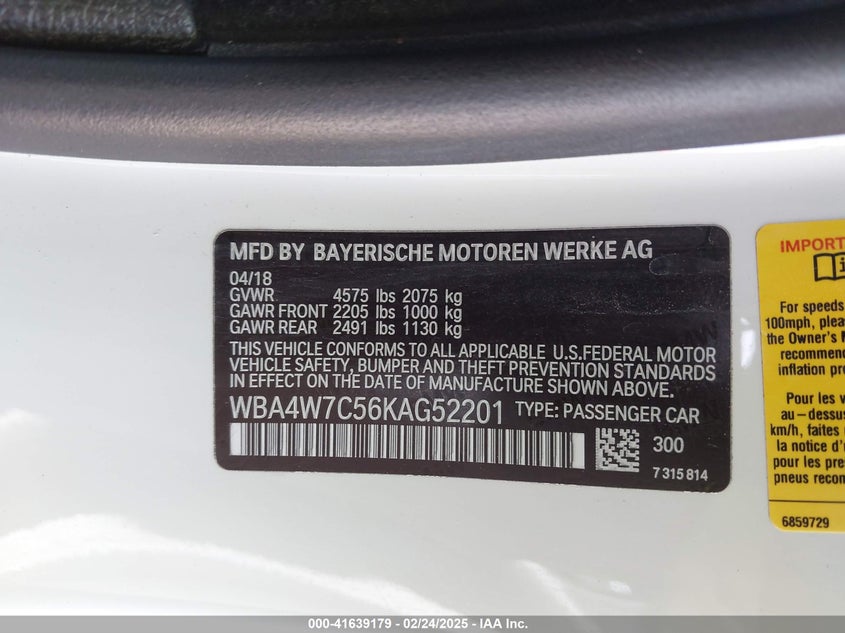 MFD BY BAYERISCHE MOTOREN WERKE AG
04/18
GVWR 4575 lbs 2075 kg
GAWR FRONT 2205 lbs 1000 kg
GAWR REAR 2491 lbs 1130 kg
THIS VEHICLE CONFORMS TO ALL APPLICABLE U.S.FEDERAL MOTOR
VEHICLE SAFETY, BUMPER AND THEFT PREVENTION STANDARDS
IN EFFECT ON THE DATE OF MANUFACTURE SHOWN ABOVE.
WBA4W7C56KAG52201 TYPE: PASSENGER CAR
300
7 315 814
IMPORT
For speeds
100mph, pleas
the Owner's M
recommen
inflation pre
Pour les v
au-dessus
km/h, faites
la notice d'
pour les pres
pneus recom
6859729
000-41639179 - 02/24/2025 - IAA Inc.